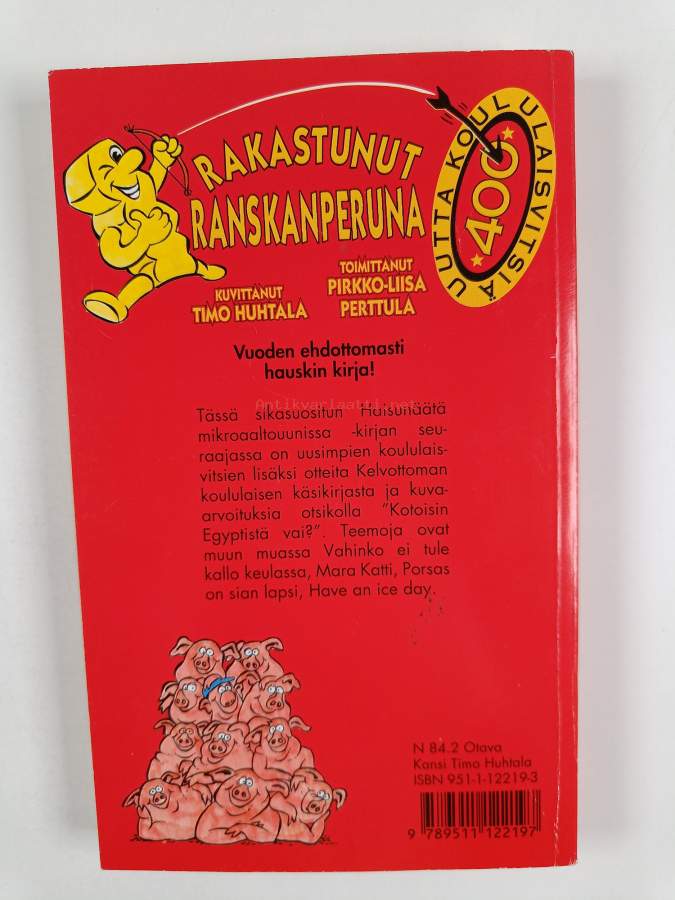 RAKASTUNUT
RANSKANPERUNA
400
UUTTA KOULULAISVITSIÄ
KUVITTANUT
TIMO HUHTALA
TOIMITTANUT
PIRKKO-LIISA
PERTTULA
Vuoden ehdottomasti
hauskin kirja!
Antikvariaatti.net
Tässä sikasuositun Haisunäätä
mikroaaltouunissa -kirjan seu-
raajassa on uusimpien koululais-
vitsien lisäksi otteita Kelvottoman
koululaisen käsikirjasta ja kuva-
arvoituksia otsikolla ”Kotoisin
Egyptistä vai?”. Teemoja ovat
muun muassa Vahinko ei tule
kallo keulassa, Mara Katti, Porsas
on sian lapsi, Have an ice day.
N 84.2 Otava
Kansi Timo Huhtala
ISBN 951-1-12219-3
9 789511 122197